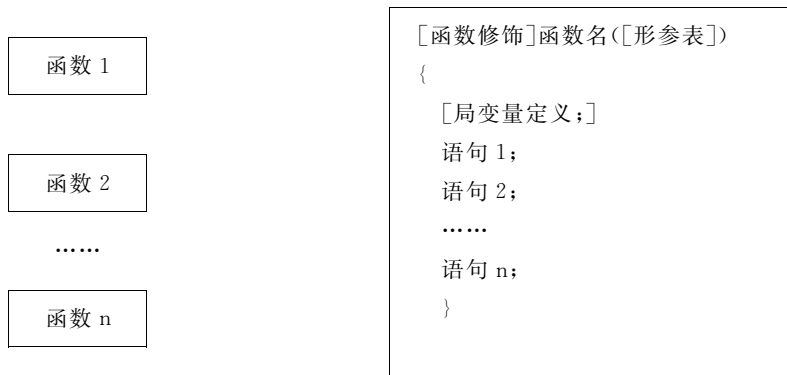 函数 1
函数 2
……
函数 n
[函数修饰]函数名([形参表])
{
[局变量定义;]
语句 1;
语句 2;
……
语句 n;
}